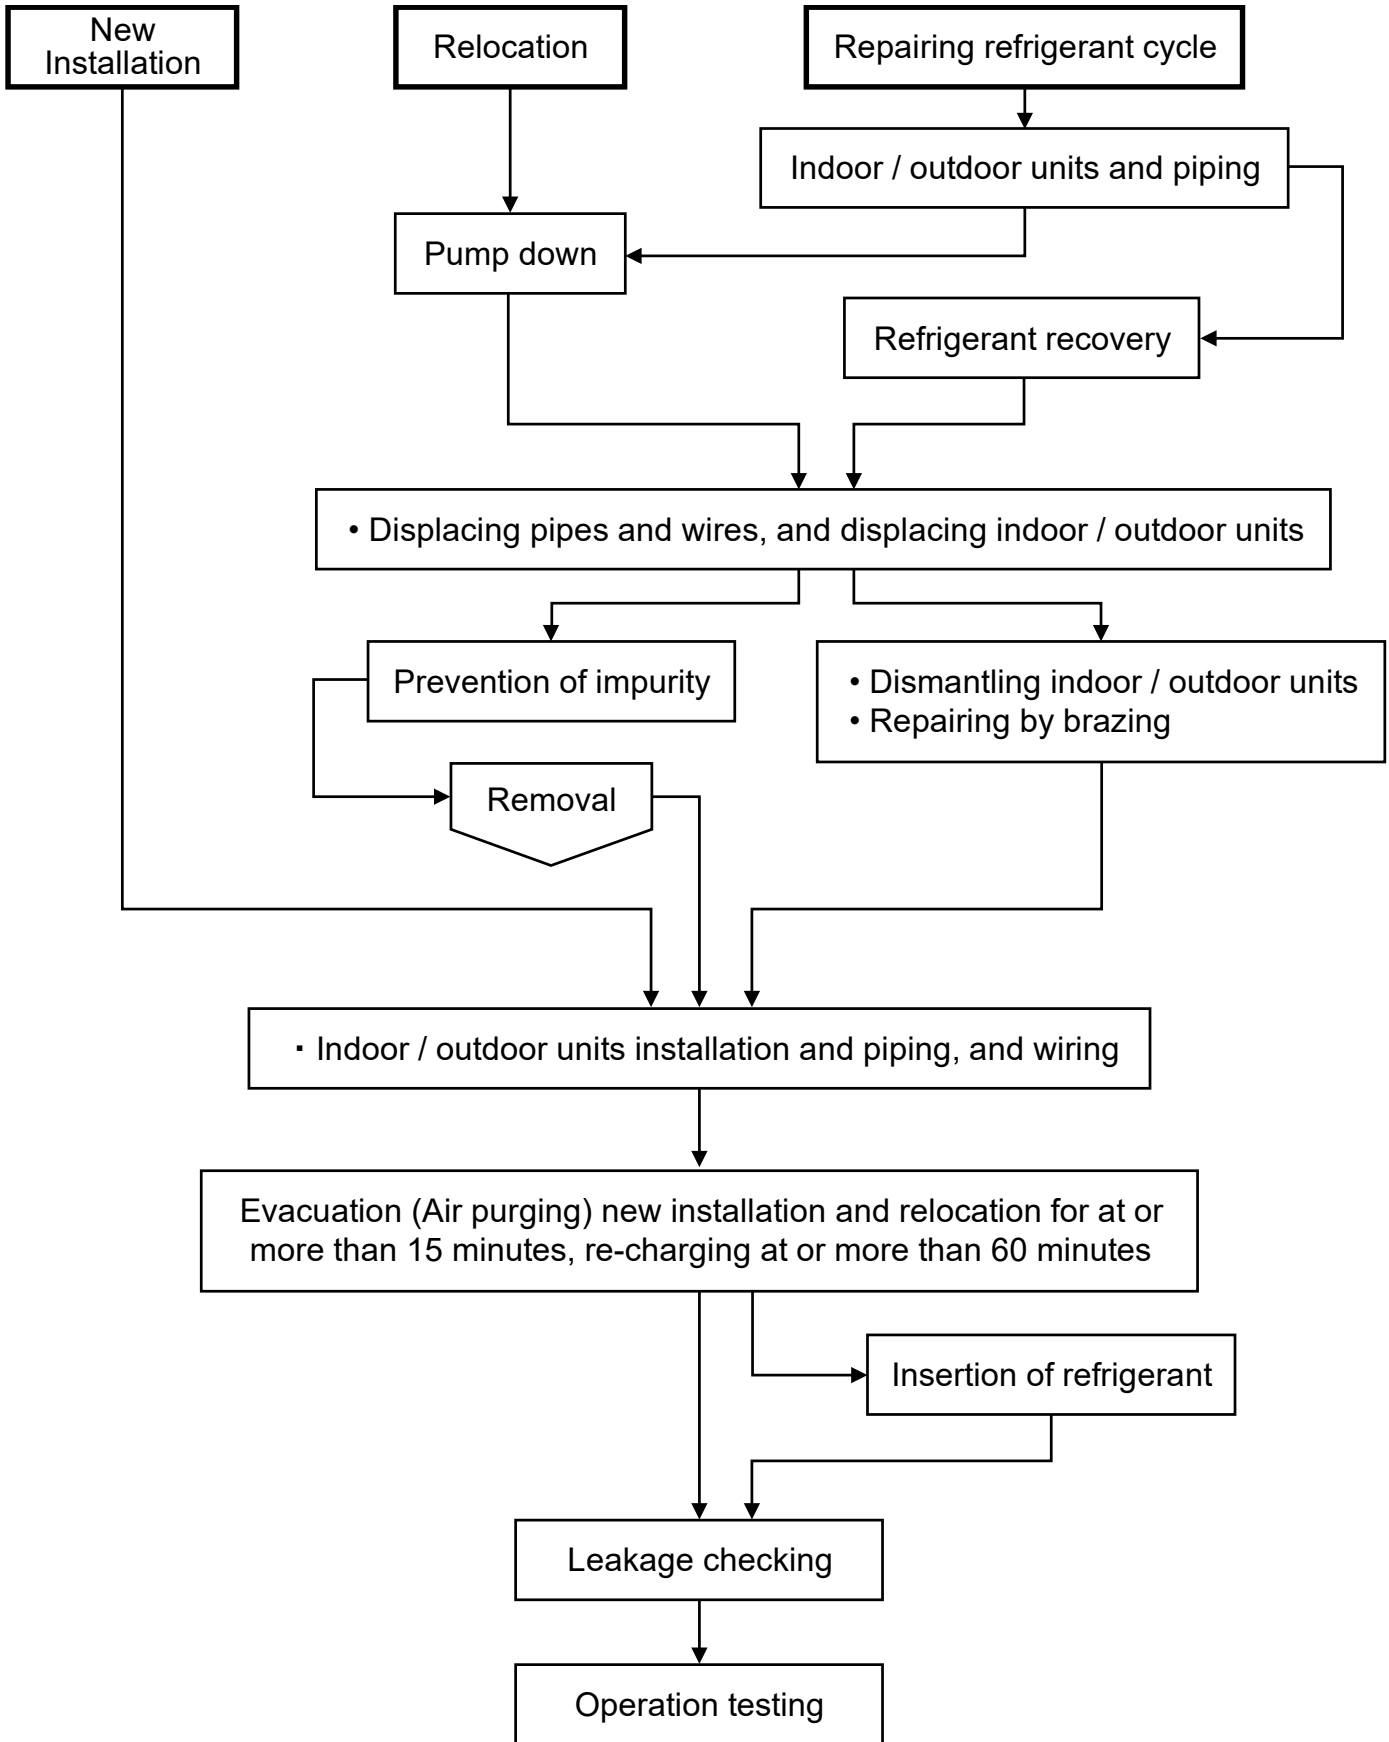 New
Installation
Relocation
Repairing refrigerant cycle
Indoor / outdoor units and piping
Pump down
Refrigerant recovery
• Displacing pipes and wires, and displacing indoor / outdoor units
Prevention of impurity
• Dismantling indoor / outdoor units
• Repairing by brazing
Removal
・Indoor / outdoor units installation and piping, and wiring
Evacuation (Air purging) new installation and relocation for at or
more than 15 minutes, re-charging at or more than 60 minutes
Insertion of refrigerant
Leakage checking
Operation testing